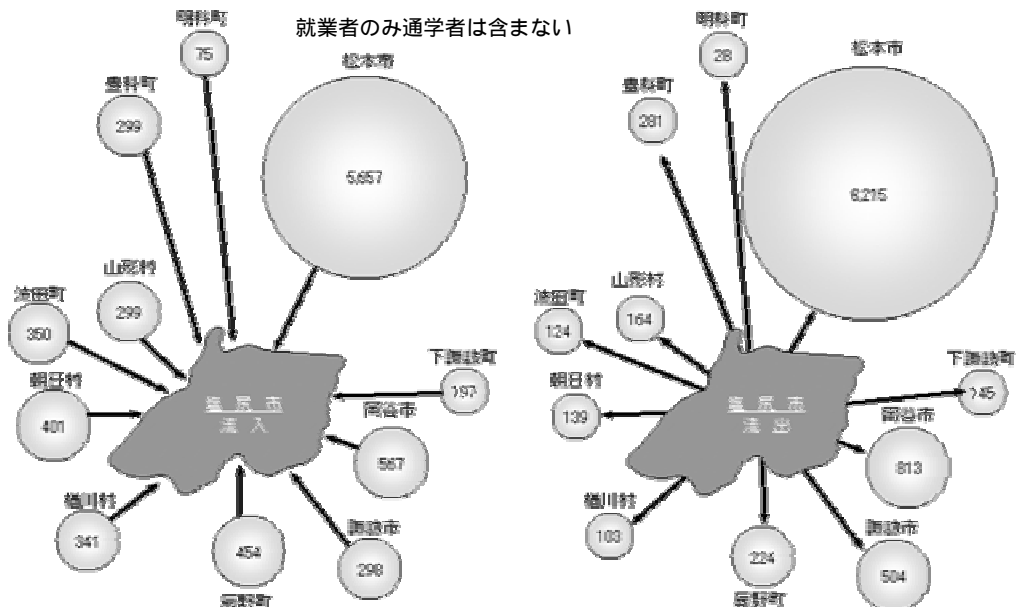 就業者のみ通学者は含まない
明科町
75
豊科町
299
松本市
5,657
山形村
299
波田町
350
朝日村
401
下諏訪町
197
岡谷市
567
塩尻市
流入
楢川村
341
辰野町
454
諏訪市
298
明科町
28
豊科町
281
松本市
6,215
山形村
164
波田町
124
朝日村
139
下諏訪町
145
岡谷市
813
塩尻市
流出
楢川村
103
辰野町
224
諏訪市
504